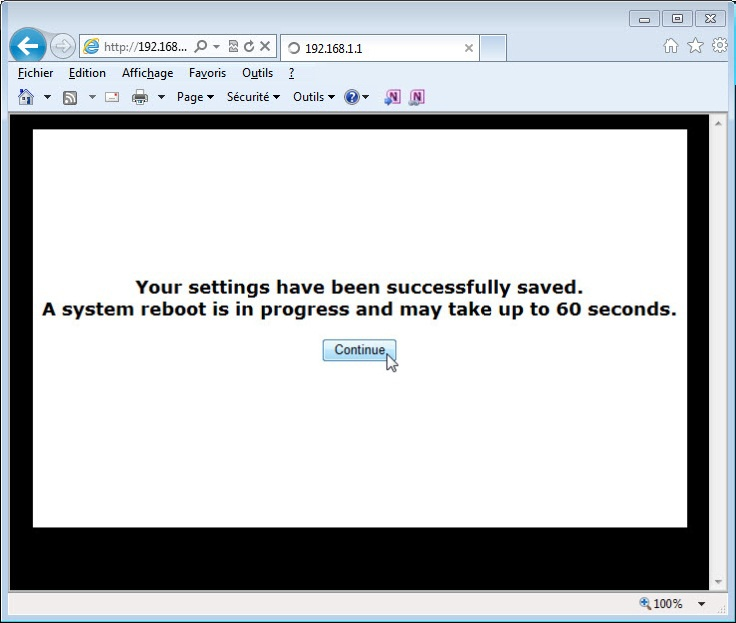 http://192.168... 192.168.1.1
Fichier Edition Affichage Favoris Outils ?
Page Sécurité Outils
Your settings have been successfully saved.
A system reboot is in progress and may take up to 60 seconds.
Continue
100%